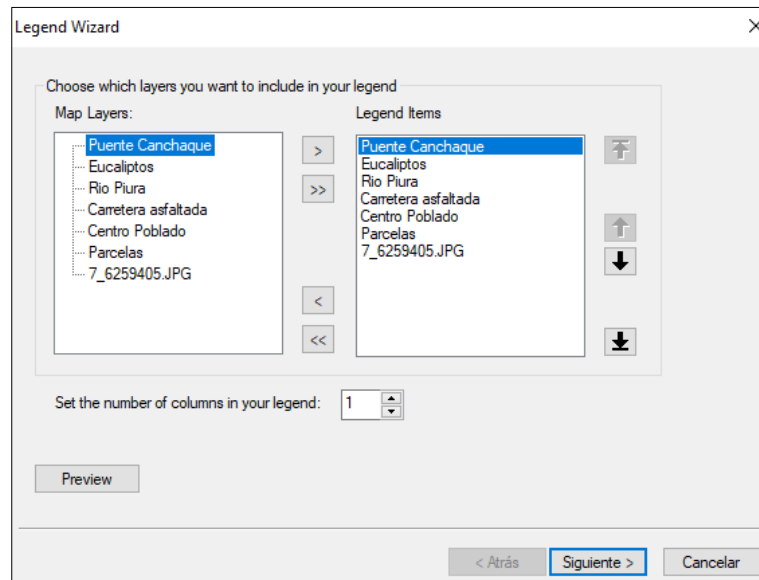 Legend Wizard
Choose which layers you want to include in your legend
Map Layers:
Puente Canchaque
Eucaliptos
Rio Piura
Carretera asfaltada
Centro Poblado
Parcelas
7_6259405.JPG
>
>>
<
<<
Legend Items
Puente Canchaque
Eucaliptos
Rio Piura
Carretera asfaltada
Centro Poblado
Parcelas
7_6259405.JPG
Set the number of columns in your legend: 1
Preview
< Atrás Siguiente > Cancelar